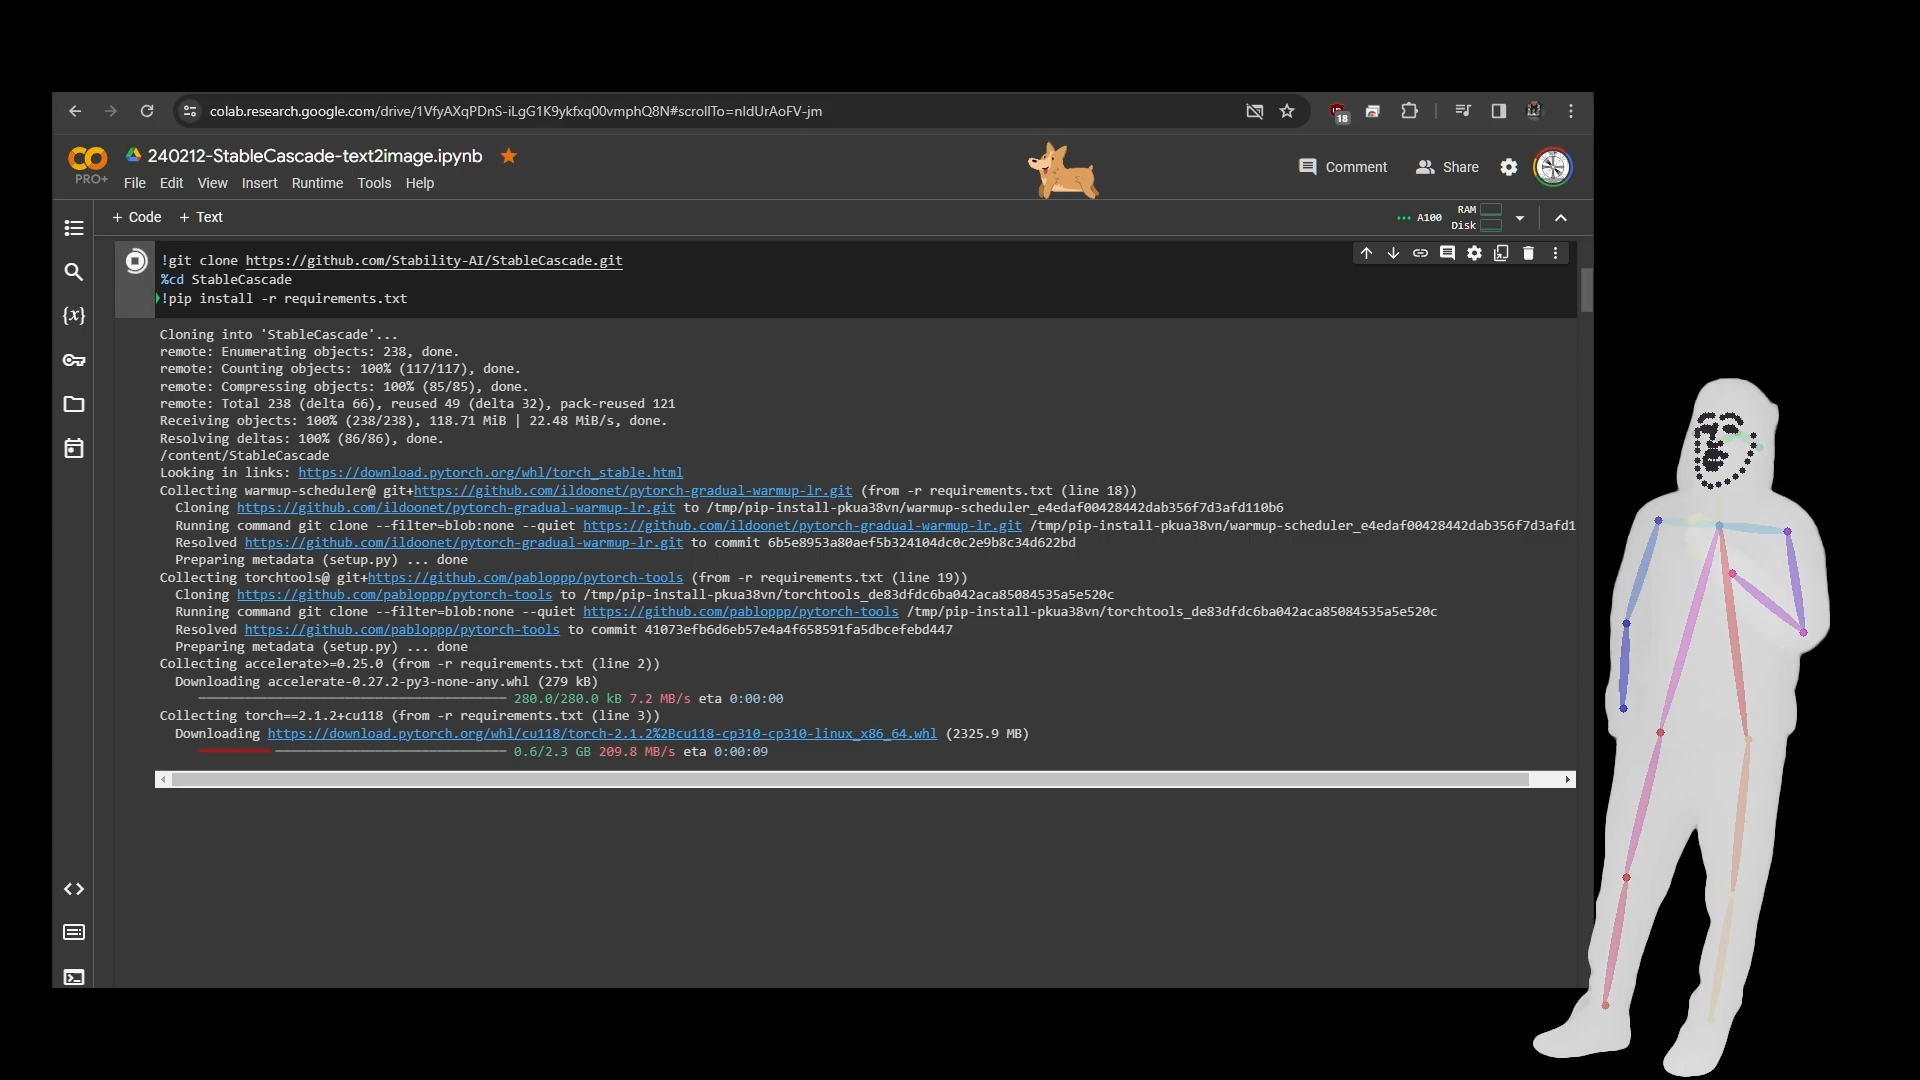 colab.research.google.com/drive/1VfyAXqPDnS-iLgG1K9ykfxq00vmphQ8N#scrollTo=nIdUrAoFV-jm
18
PRO+
240212-StableCascade-text2image.ipynb
File Edit View Insert Runtime Tools Help
Comment
Share
+ Code + Text
A100
RAM
Disk
!git clone https://github.com/Stability-AI/StableCascade.git
%cd StableCascade
!pip install -r requirements.txt
Cloning into 'StableCascade'...
remote: Enumerating objects: 238, done.
remote: Counting objects: 100% (117/117), done.
remote: Compressing objects: 100% (85/85), done.
remote: Total 238 (delta 66), reused 49 (delta 32), pack-reused 121
Receiving objects: 100% (238/238), 118.71 MiB | 22.48 MiB/s, done.
Resolving deltas: 100% (86/86), done.
/content/StableCascade
Looking in links: https://download.pytorch.org/whl/torch_stable.html
Collecting warmup-scheduler@ git+https://github.com/ildoonet/pytorch-gradual-warmup-lr.git (from -r requirements.txt (line 18))
Cloning https://github.com/ildoonet/pytorch-gradual-warmup-lr.git to /tmp/pip-install-pkua38vn/warmup-scheduler_e4edaf00428442dab356f7d3afd110b6
Running command git clone --filter=blob:none --quiet https://github.com/ildoonet/pytorch-gradual-warmup-lr.git /tmp/pip-install-pkua38vn/warmup-scheduler_e4edaf00428442dab356f7d3afd1
Resolved https://github.com/ildoonet/pytorch-gradual-warmup-lr.git to commit 6b5e8953a80aef5b324104dc0c2e9b8c34d622bd
Preparing metadata (setup.py) ... done
Collecting torchtools@ git+https://github.com/pabloppp/pytorch-tools (from -r requirements.txt (line 19))
Cloning https://github.com/pabloppp/pytorch-tools to /tmp/pip-install-pkua38vn/torchtools_de83dfdc6ba042aca85084535a5e520c
Running command git clone --filter=blob:none --quiet https://github.com/pabloppp/pytorch-tools /tmp/pip-install-pkua38vn/torchtools_de83dfdc6ba042aca85084535a5e520c
Resolved https://github.com/pabloppp/pytorch-tools to commit 41073efb6d6eb57e4a4f658591fa5dbcefebd447
Preparing metadata (setup.py) ... done
Collecting accelerate>=0.25.0 (from -r requirements.txt (line 2))
Downloading accelerate-0.27.2-py3-none-any.whl (279 kB)
280.0/280.0 kB 7.2 MB/s eta 0:00:00
Collecting torch==2.1.2+cu118 (from -r requirements.txt (line 3))
Downloading https://download.pytorch.org/whl/cu118/torch-2.1.2%2Bcu118-cp310-cp310-linux_x86_64.whl (2325.9 MB)
0.6/2.3 GB 209.8 MB/s eta 0:00:09